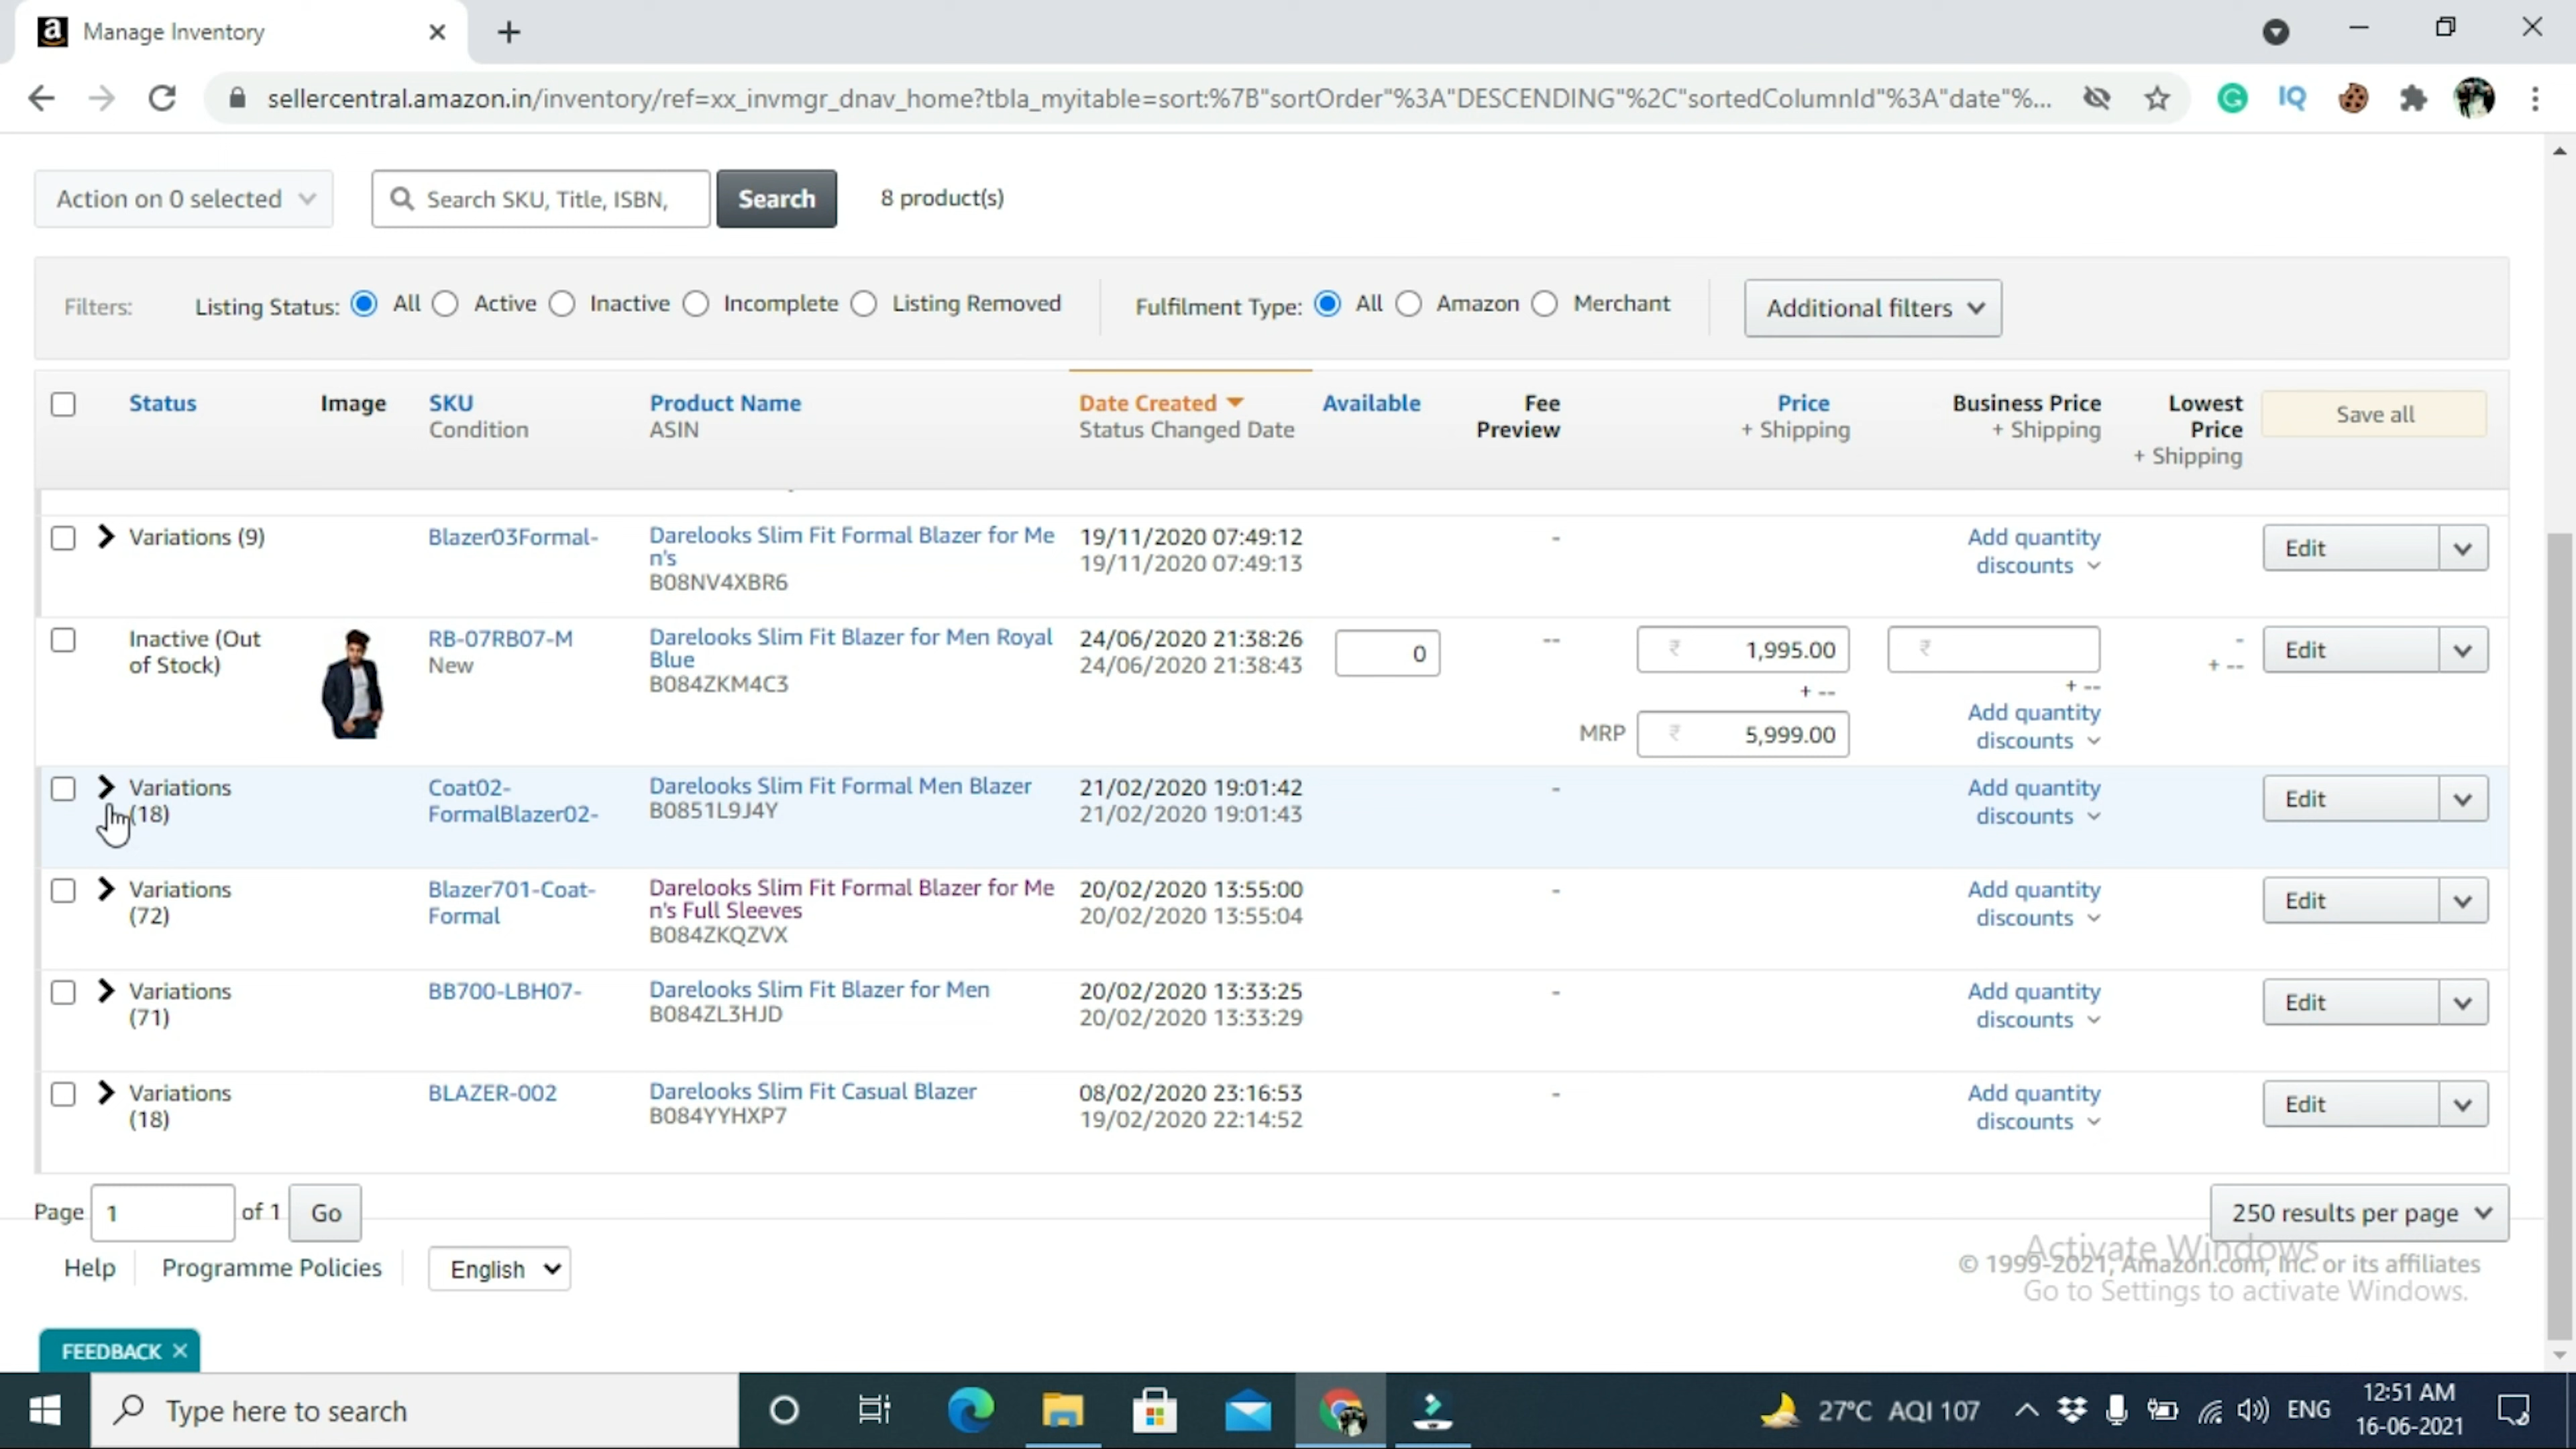 Manage Inventory
sellercentral.amazon.in/inventory/ref=xx_invmgr_dnav_home?tbla_myitable=sort:%7B"sortOrder"%3A"DESCENDING"%2C"sortedColumnId"%3A"date"%...
IQ
Action on 0 selected
Search SKU, Title, ISBN,
Search
8 product(s)
Filters: Listing Status: All Active Inactive Incomplete Listing Removed Fulfilment Type: All Amazon Merchant Additional filters
Status Image SKU Product Name Date Created Available Fee Price Business Price Lowest Save all
Condition ASIN Status Changed Date Preview + Shipping + Shipping Price
+ Shipping
Variations (9) Blazer03Formal- Darelooks Slim Fit Formal Blazer for Me 19/11/2020 07:49:12 - Add quantity Edit
n's 19/11/2020 07:49:13 discounts
B08NV4XBR6
Inactive (Out RB-07RB07-M Darelooks Slim Fit Blazer for Men Royal 24/06/2020 21:38:26 0 -- ₹ 1,995.00 ₹ - Edit
of Stock) New Blue 24/06/2020 21:38:43 + --
B084ZKM4C3 + -- + --
Add quantity
MRP ₹ 5,999.00 discounts
Variations Coat02- Darelooks Slim Fit Formal Men Blazer 21/02/2020 19:01:42 - Add quantity Edit
(18) FormalBlazer02- B0851L9J4Y 21/02/2020 19:01:43 discounts
Variations Blazer701-Coat- Darelooks Slim Fit Formal Blazer for Me 20/02/2020 13:55:00 - Add quantity Edit
(72) Formal n's Full Sleeves 20/02/2020 13:55:04 discounts
B084ZKQZVX
Variations BB700-LBH07- Darelooks Slim Fit Blazer for Men 20/02/2020 13:33:25 - Add quantity Edit
(71) B084ZL3HJD 20/02/2020 13:33:29 discounts
Variations BLAZER-002 Darelooks Slim Fit Casual Blazer 08/02/2020 23:16:53 - Add quantity Edit
(18) B084YYHXP7 19/02/2020 22:14:52 discounts
Page 1 of 1 Go 250 results per page
Help Programme Policies English
Activate Windows
© 1999-2021, Amazon.com, Inc. or its affiliates
Go to Settings to activate Windows.
FEEDBACK
Type here to search
27°C AQI 107 ENG 12:51 AM
16-06-2021